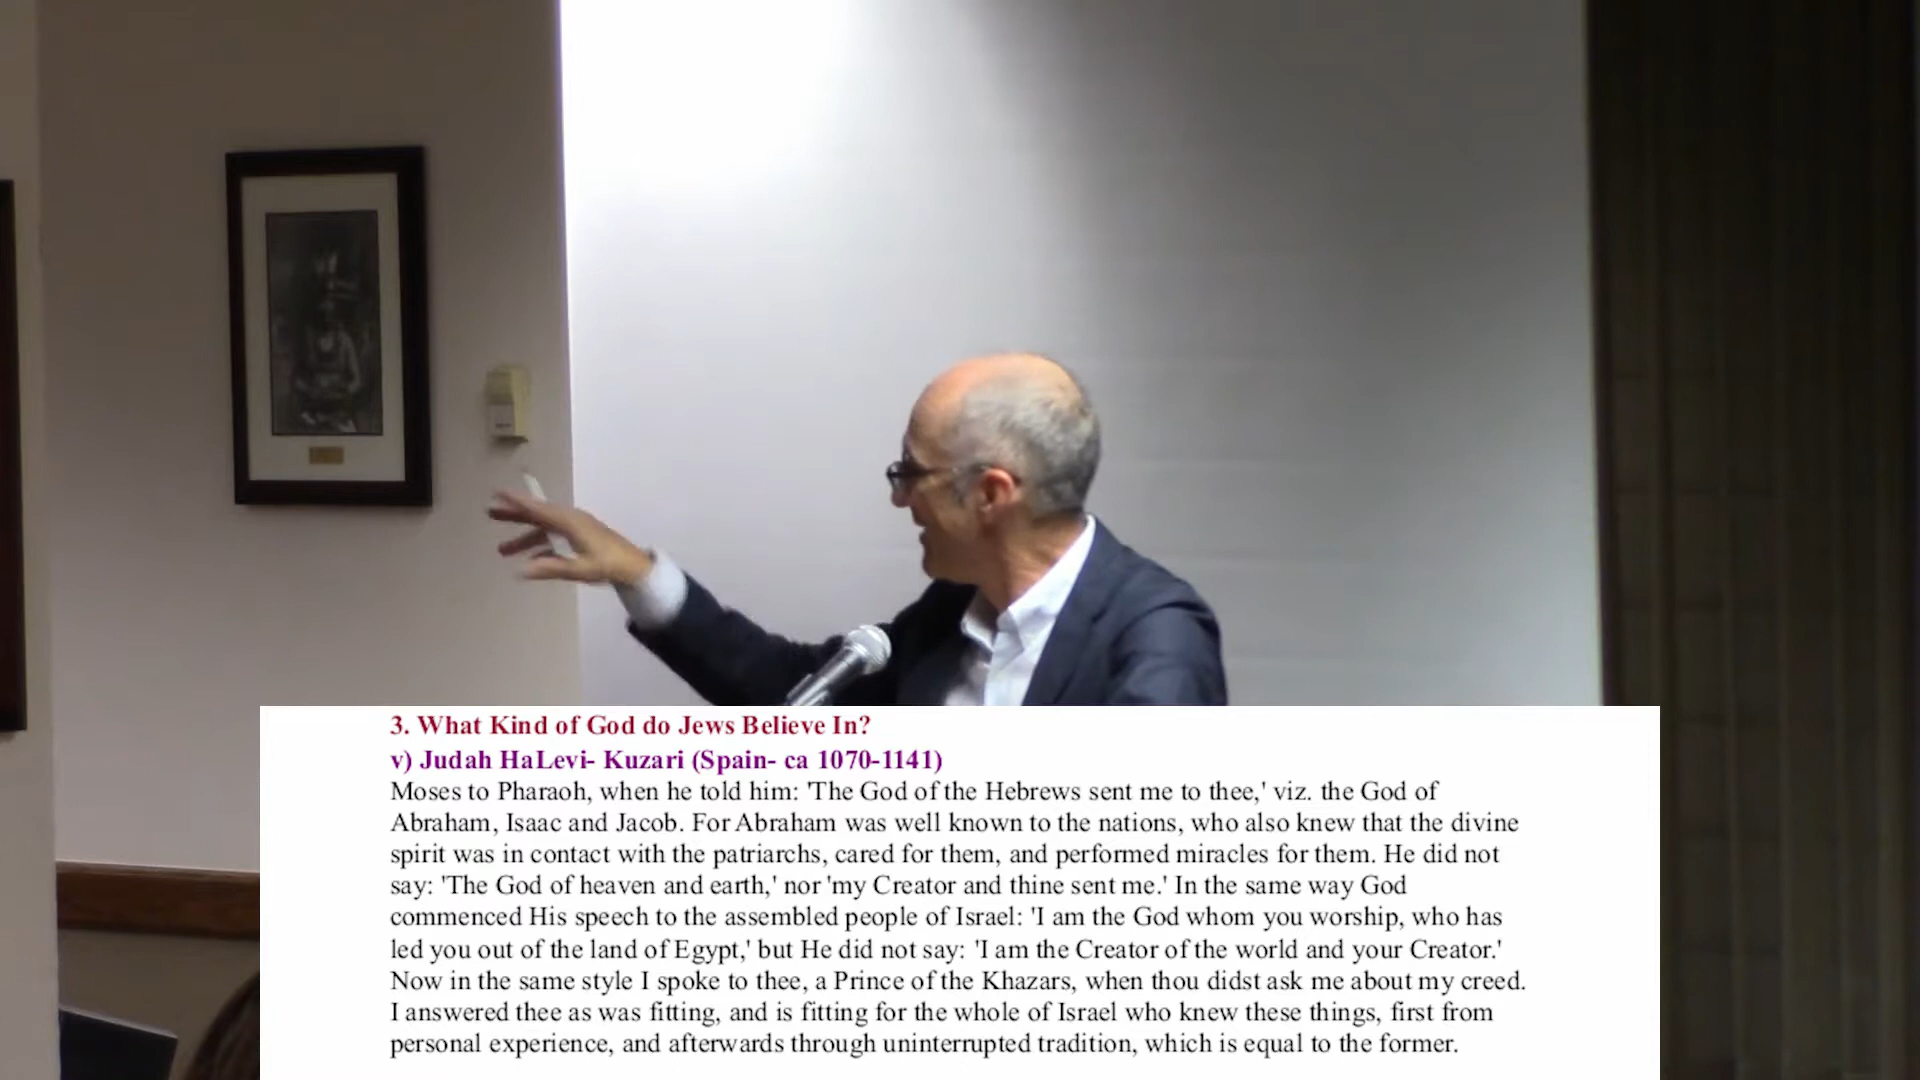 3. What Kind of God do Jews Believe In?
v) Judah HaLevi- Kuzari (Spain- ca 1070-1141)
Moses to Pharaoh, when he told him: 'The God of the Hebrews sent me to thee,' viz. the God of
Abraham, Isaac and Jacob. For Abraham was well known to the nations, who also knew that the divine
spirit was in contact with the patriarchs, cared for them, and performed miracles for them. He did not
say: 'The God of heaven and earth,' nor 'my Creator and thine sent me.' In the same way God
commenced His speech to the assembled people of Israel: 'I am the God whom you worship, who has
led you out of the land of Egypt,' but He did not say: 'I am the Creator of the world and your Creator.'
Now in the same style I spoke to thee, a Prince of the Khazars, when thou didst ask me about my creed.
I answered thee as was fitting, and is fitting for the whole of Israel who knew these things, first from
personal experience, and afterwards through uninterrupted tradition, which is equal to the former.